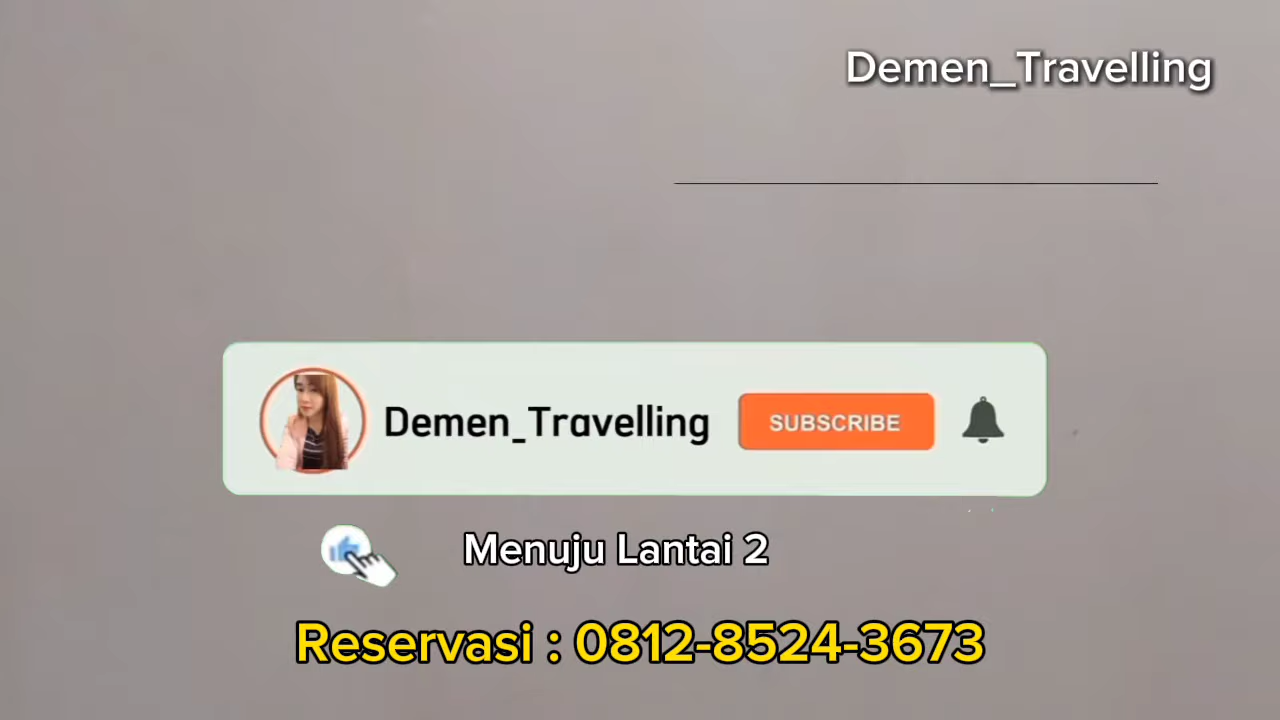 Demen_Travelling
Demen_Travelling
SUBSCRIBE
Menuju Lantai 2
Reservasi : 0812-8524-3673